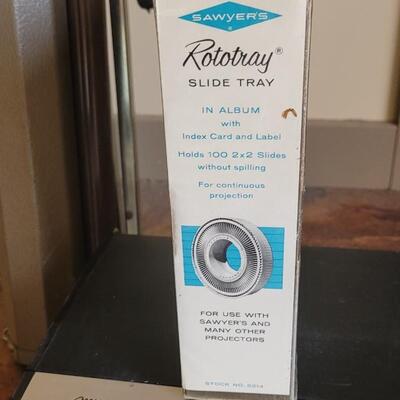 SAWYER'S
®
Rototray®
SLIDE TRAY
IN ALBUM
with
Index Card and Label
Holds 100 2x2 Slides
without spilling
For continuous
projection
FOR USE WITH
SAWYER'S AND
MANY OTHER
PROJECTORS
STOCK NO.